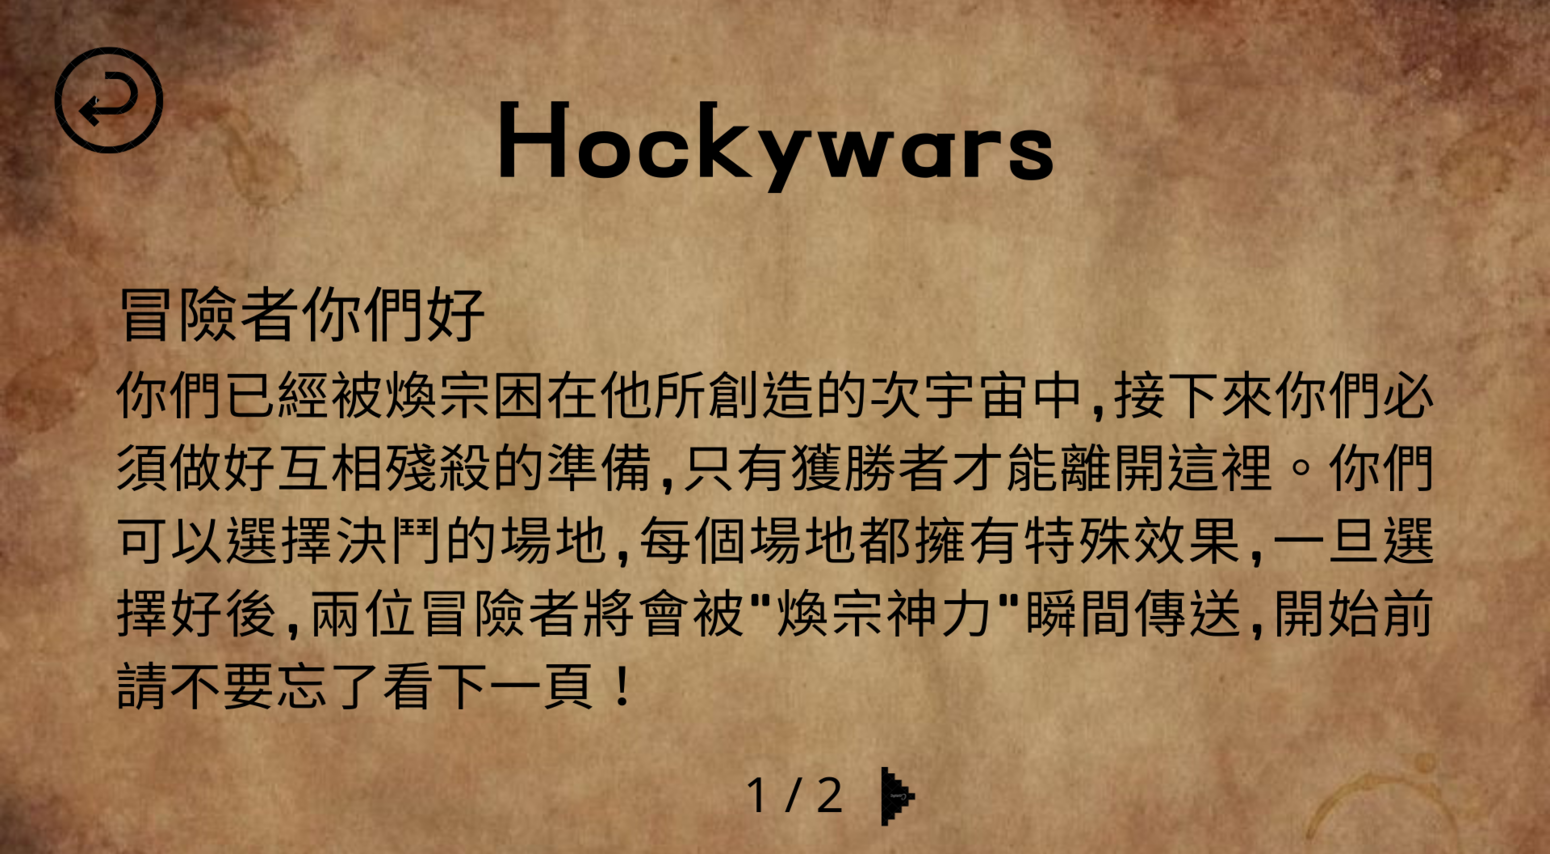 Hockywars
冒險者你們好
你們已經被煥宗困在他所創造的次宇宙中,接下來你們必
須做好互相殘殺的準備,只有獲勝者才能離開這裡。你們
可以選擇決鬥的場地,每個場地都擁有特殊效果,一旦選
擇好後,兩位冒險者將會被"煥宗神力"瞬間傳送,開始前
請不要忘了看下一頁！
1 / 2